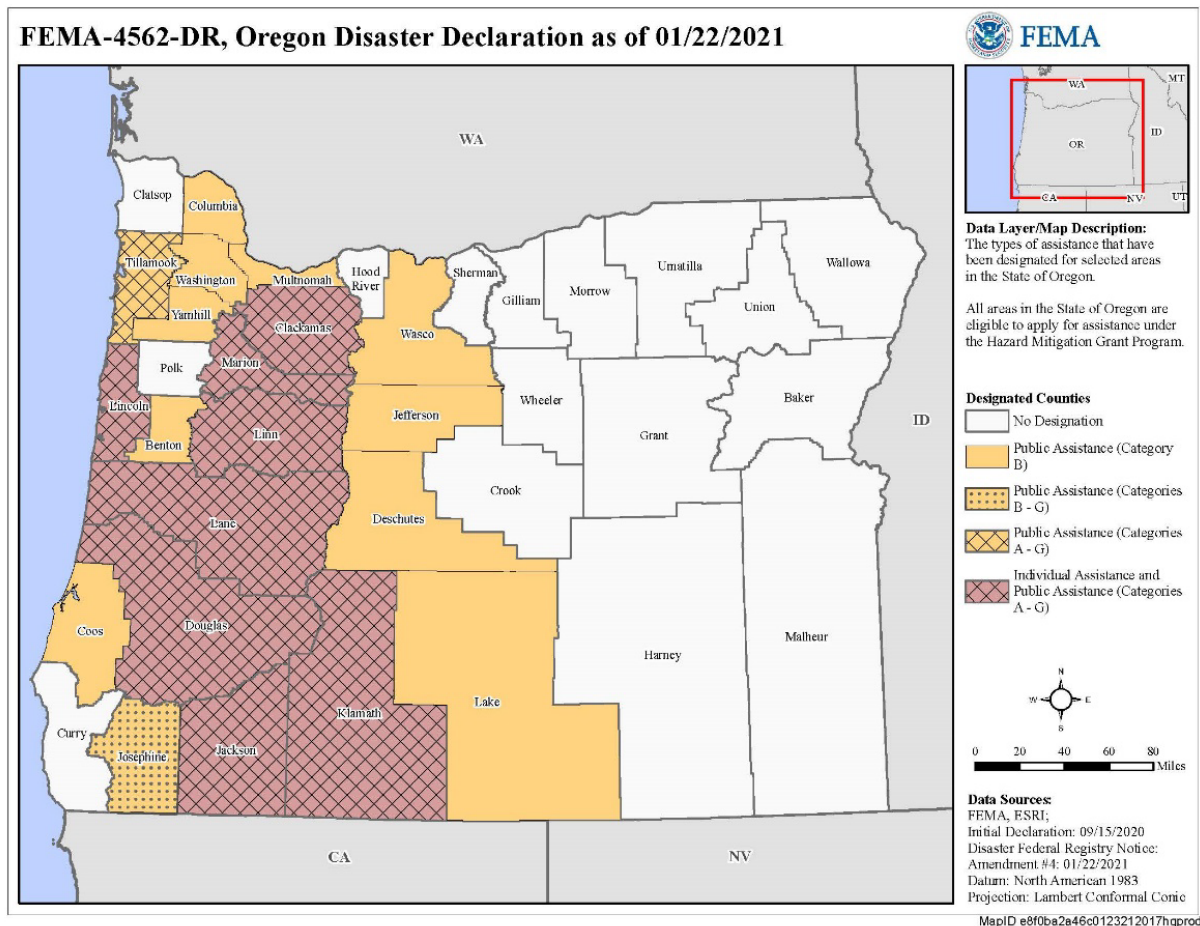 FEMA-4562-DR, Oregon Disaster Declaration as of 01/22/2021
FEMA
WA
MT
OR
ID
CA
NV
UT
Data Layer/Map Description:
The types of assistance that have
been designated for selected areas
in the State of Oregon.
All areas in the State of Oregon are
eligible to apply for assistance under
the Hazard Mitigation Grant Program.
Designated Counties
No Designation
Public Assistance (Category
B)
Public Assistance (Categories
B - G)
Public Assistance (Categories
A - G)
Individual Assistance and
Public Assistance (Categories
A - G)
N
W
E
S
0 20 40 60 80
Miles
Data Sources:
FEMA, ESRI;
Initial Declaration: 09/15/2020
Disaster Federal Registry Notice:
Amendment #4: 01/22/2021
Datum: North American 1983
Projection: Lambert Conformal Conic
MapID e8f0ba2a46c0123212017hqprod
WA
Clatsop
Columbia
Tillamook
Washington
Multnomah
Hood
River
Sherman
Gilliam
Morrow
Umatilla
Union
Wallowa
Yamhill
Clackamas
Wasco
Polk
Marion
Lincoln
Benton
Linn
Jefferson
Wheeler
Grant
Baker
ID
Crook
Lane
Deschutes
Coos
Douglas
Harney
Malheur
Curry
Josephine
Jackson
Klamath
Lake
CA
NV